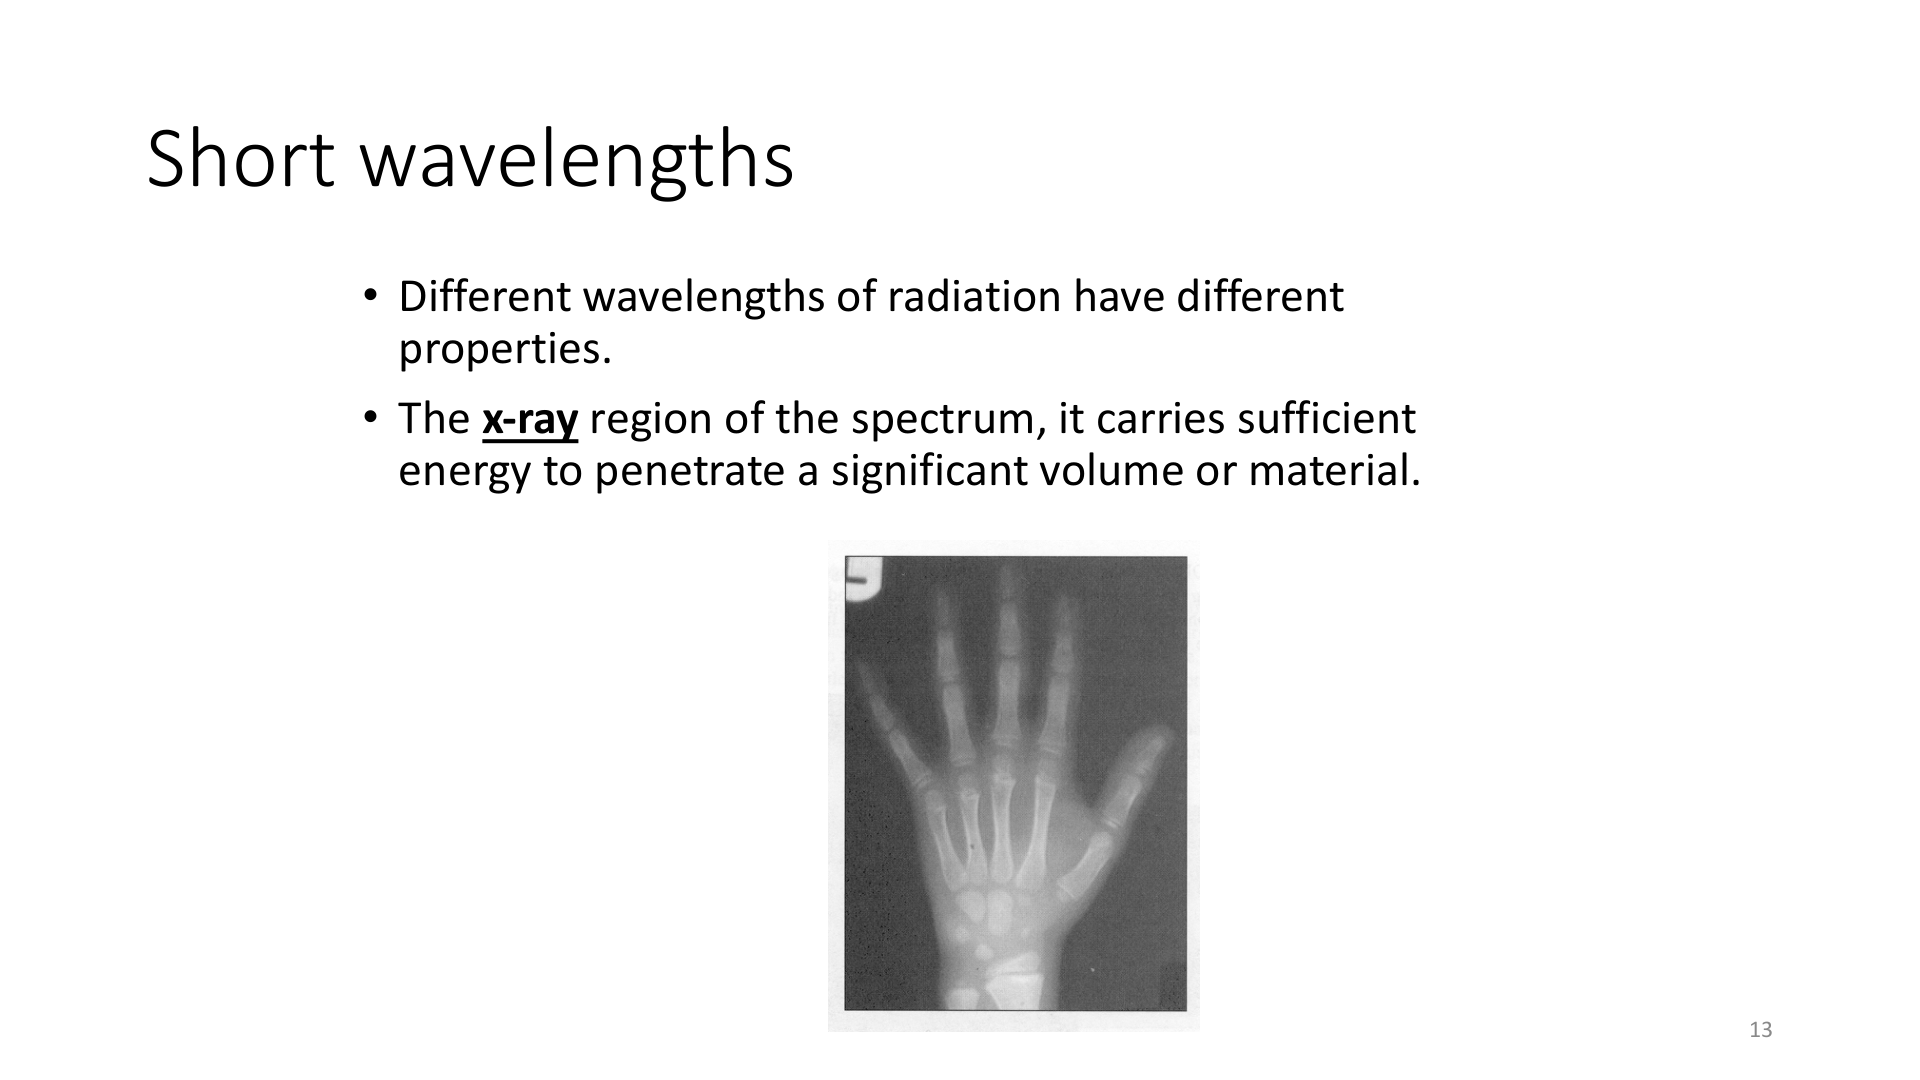 Short wavelengths
• Different wavelengths of radiation have different
properties.
• The x-ray region of the spectrum, it carries sufficient
energy to penetrate a significant volume or material.
13